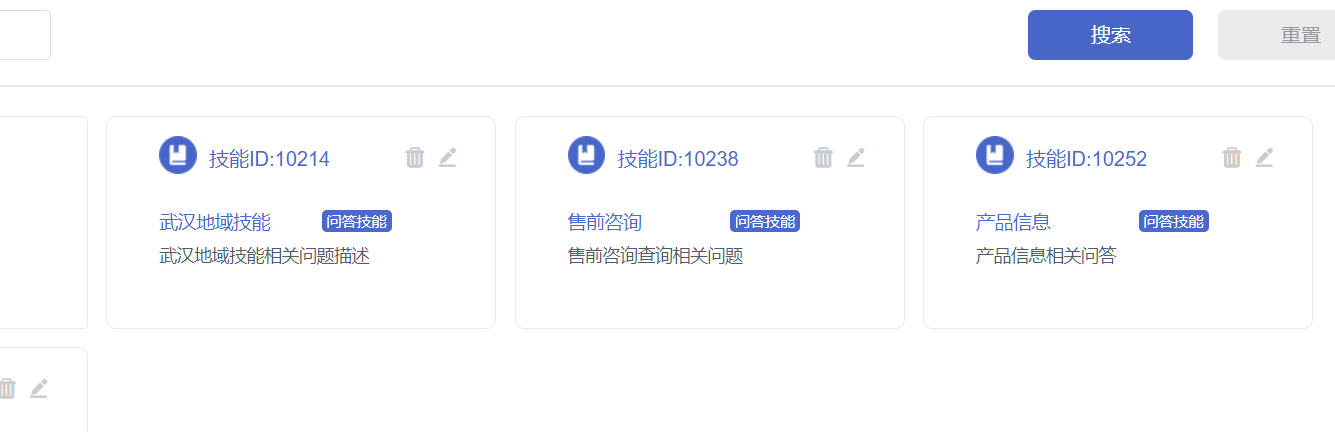 搜索
重置
技能ID:10214
武汉地域技能
问答技能
武汉地域技能相关问题描述
技能ID:10238
售前咨询
问答技能
售前咨询查询相关问题
技能ID:10252
产品信息
问答技能
产品信息相关问答